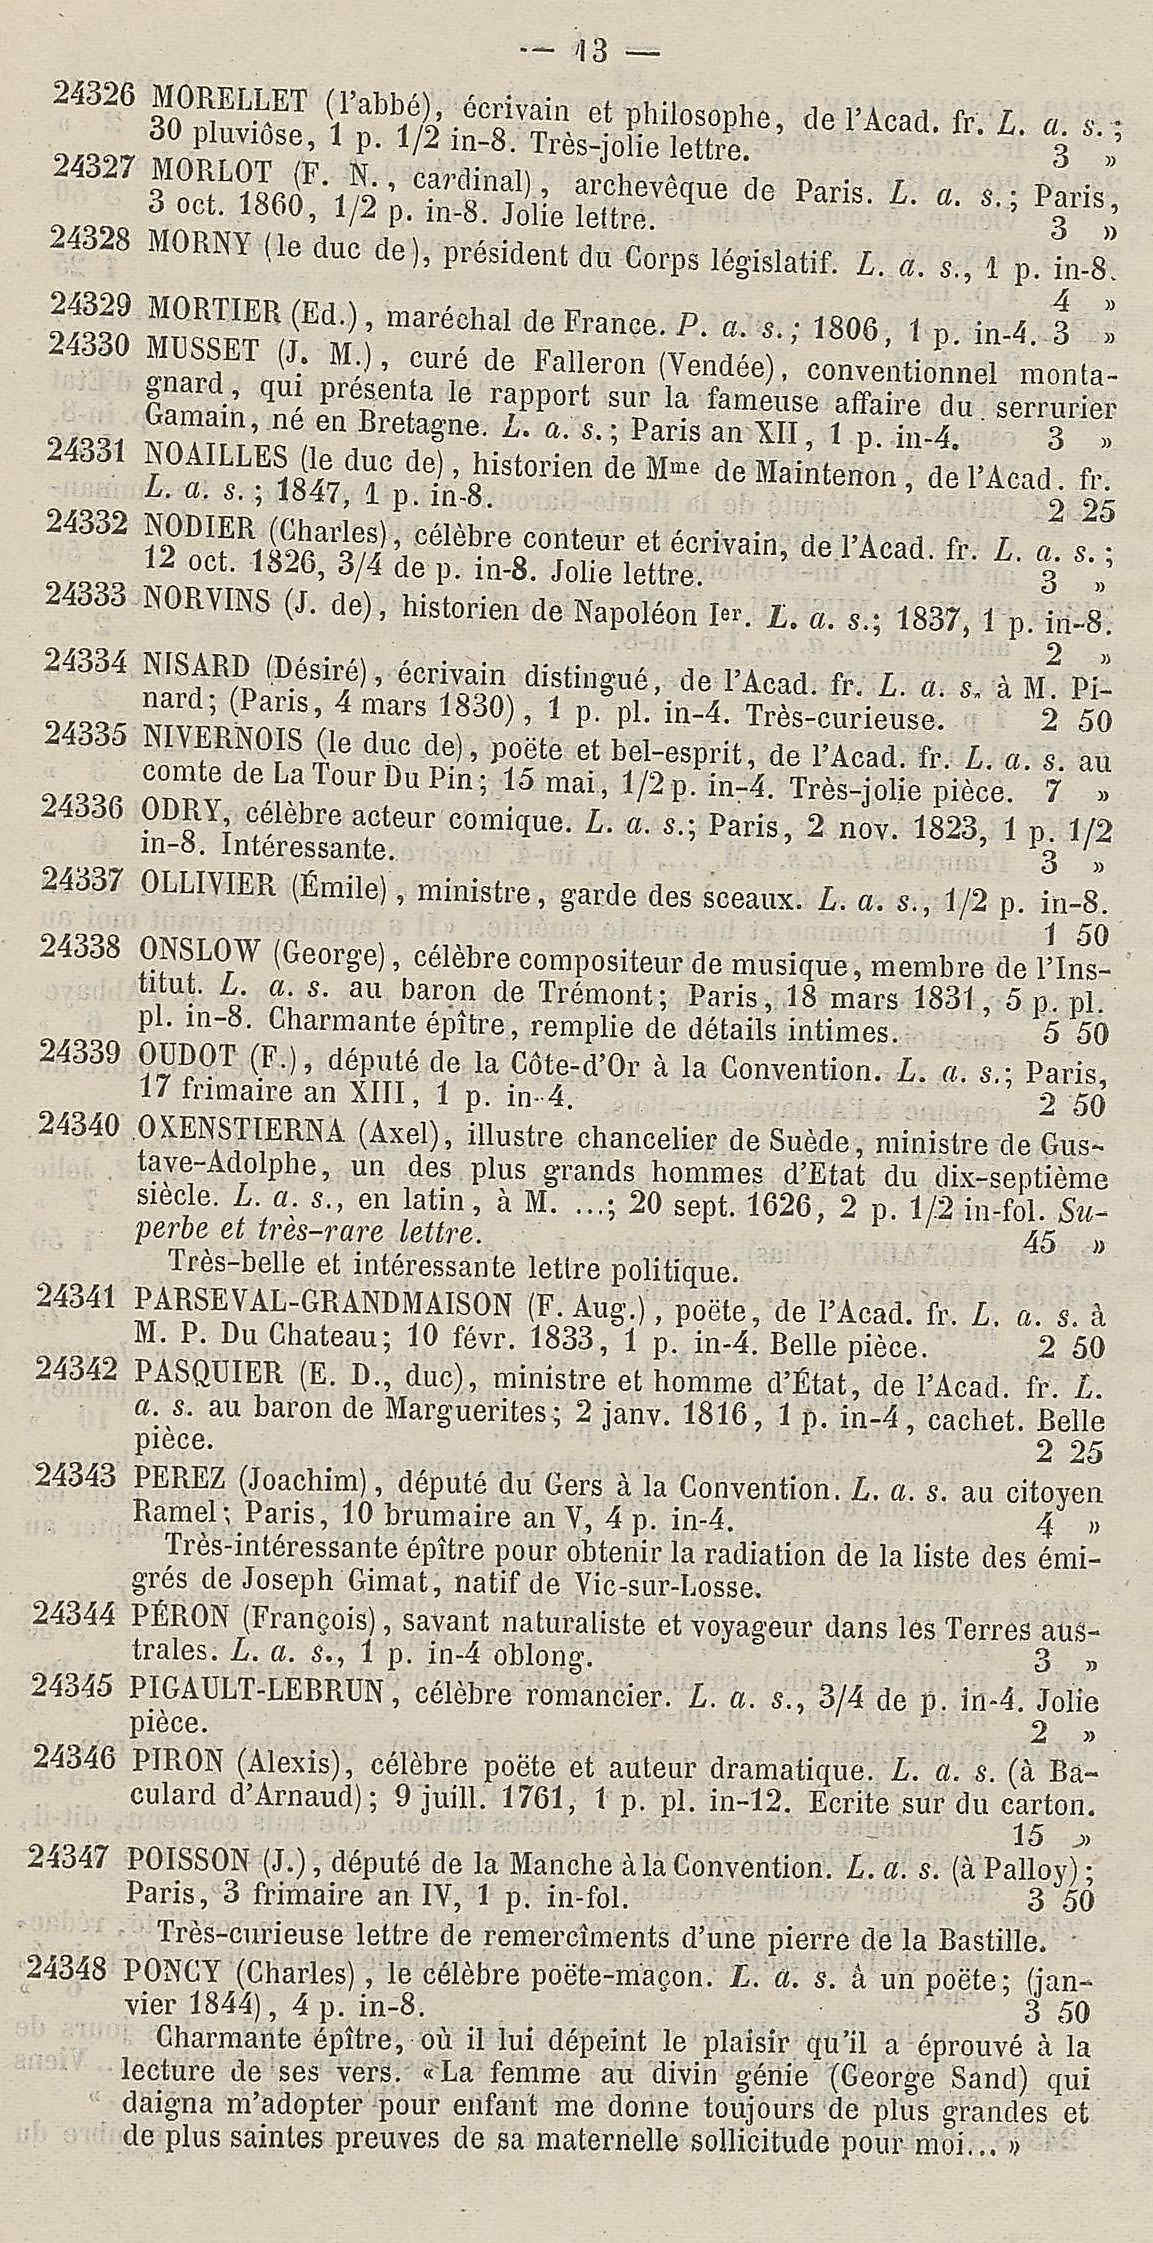 — 13 —
24326 MORELLET (l'abbé), écrivain et philosophe, de l'Acad. fr. L. a. s.;
30 pluviôse, 1 p. 1/2 in-8. Très-jolie lettre. 3 »
24327 MORLOT (F. N., cardinal), archevêque de Paris. L. a. s.; Paris,
3 oct. 1860, 1/2 p. in-8. Jolie lettre. 3 »
24328 MORNY (le duc de), président du Corps législatif. L. a. s., 1 p. in-8.
4 »
24329 MORTIER (Ed.), maréchal de France. P. a. s.; 1806, 1 p. in-4. 3 »
24330 MUSSET (J. M.), curé de Falleron (Vendée), conventionnel monta-
gnard, qui présenta le rapport sur la fameuse affaire du serrurier
Gamain, né en Bretagne. L. a. s.; Paris an XII, 1 p. in-4. 3 »
24331 NOAILLES (le duc de), historien de Mme de Maintenon, de l'Acad. fr.
L. a. s.; 1847, 1 p. in-8. 2 25
24332 NODIER (Charles), célèbre conteur et écrivain, de l'Acad. fr. L. a. s.;
12 oct. 1826, 3/4 de p. in-8. Jolie lettre. 3 »
24333 NORVINS (J. de), historien de Napoléon Ier. L. a. s.; 1837, 1 p. in-8.
2 »
24334 NISARD (Désiré), écrivain distingué, de l'Acad. fr. L. a. s. à M. Pi-
nard; (Paris, 4 mars 1830), 1 p. pl. in-4. Très-curieuse. 2 50
24335 NIVERNOIS (le duc de), poëte et bel-esprit, de l'Acad. fr. L. a. s. au
comte de La Tour Du Pin; 15 mai, 1/2 p. in-4. Très-jolie pièce. 7 »
24336 ODRY, célèbre acteur comique. L. a. s.; Paris, 2 nov. 1823, 1 p. 1/2
in-8. Intéressante. 3 »
24337 OLLIVIER (Émile), ministre, garde des sceaux. L. a. s., 1/2 p. in-8.
1 50
24338 ONSLOW (George), célèbre compositeur de musique, membre de l'Ins-
titut. L. a. s. au baron de Trémont; Paris, 18 mars 1831, 5 p. pl.
pl. in-8. Charmante épître, remplie de détails intimes. 5 50
24339 OUDOT (F.), député de la Côte-d'Or à la Convention. L. a. s.; Paris,
17 frimaire an XIII, 1 p. in-4. 2 50
24340 OXENSTIERNA (Axel), illustre chancelier de Suède, ministre de Gus-
tave-Adolphe, un des plus grands hommes d'Etat du dix-septième
siècle. L. a. s., en latin, à M. ...; 20 sept. 1626, 2 p. 1/2 in-fol. Su-
perbe et très-rare lettre. 45 »
Très-belle et intéressante lettre politique.
24341 PARSEVAL-GRANDMAISON (F. Aug.), poëte, de l'Acad. fr. L. a. s. à
M. P. Du Chateau; 10 févr. 1833, 1 p. in-4. Belle pièce. 2 50
24342 PASQUIER (E. D., duc), ministre et homme d'État, de l'Acad. fr. L.
a. s. au baron de Marguerites; 2 janv. 1816, 1 p. in-4, cachet. Belle
pièce. 2 25
24343 PEREZ (Joachim), député du Gers à la Convention. L. a. s. au citoyen
Ramel; Paris, 10 brumaire an V, 4 p. in-4. 4 »
Très-intéressante épître pour obtenir la radiation de la liste des émi-
grés de Joseph Gimat, natif de Vic-sur-Losse.
24344 PÉRON (François), savant naturaliste et voyageur dans les Terres aus-
trales. L. a. s., 1 p. in-4 oblong. 3 »
24345 PIGAULT-LEBRUN, célèbre romancier. L. a. s., 3/4 de p. in-4. Jolie
pièce. 2 »
24346 PIRON (Alexis), célèbre poëte et auteur dramatique. L. a. s. (à Ba-
culard d'Arnaud); 9 juill. 1761, 1 p. pl. in-12. Ecrite sur du carton.
15 »
24347 POISSON (J.), député de la Manche à la Convention. L. a. s. (à Palloy);
Paris, 3 frimaire an IV, 1 p. in-fol. 3 50
Très-curieuse lettre de remercîments d'une pierre de la Bastille.
24348 PONCY (Charles), le célèbre poëte-maçon. L. a. s. à un poëte; (jan-
vier 1844), 4 p. in-8. 3 50
Charmante épître, où il lui dépeint le plaisir qu'il a éprouvé à la
lecture de ses vers. «La femme au divin génie (George Sand) qui
daigna m'adopter pour enfant me donne toujours de plus grandes et
de plus saintes preuves de sa maternelle sollicitude pour moi... »